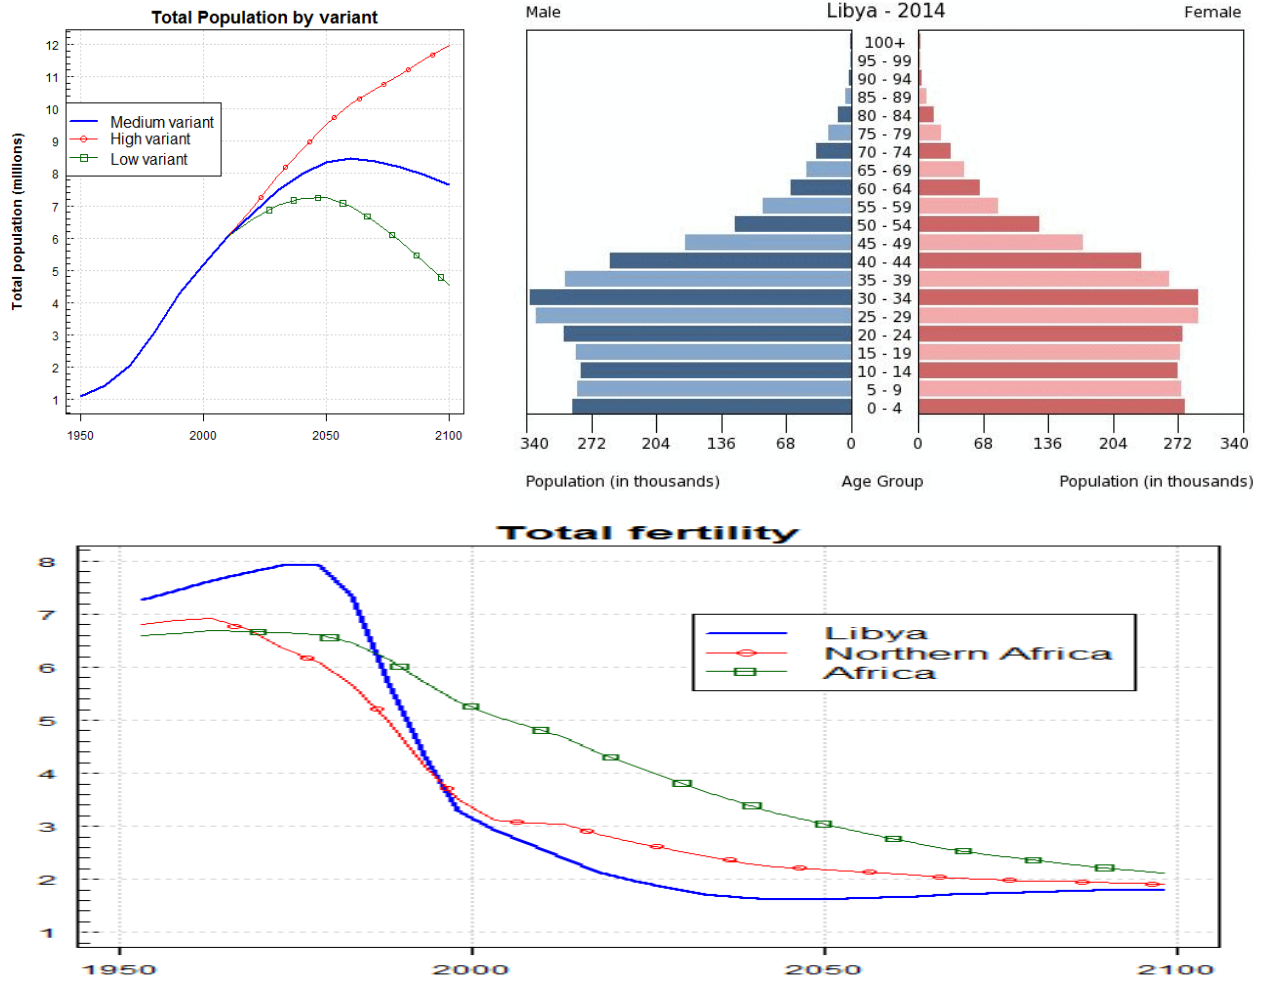 Total Population by variant
Total population (millions)
12
11
10
9
8
7
6
5
4
3
2
1
Medium variant
High variant
Low variant
1950 2000 2050 2100
Male Libya - 2014 Female
100+
95 - 99
90 - 94
85 - 89
80 - 84
75 - 79
70 - 74
65 - 69
60 - 64
55 - 59
50 - 54
45 - 49
40 - 44
35 - 39
30 - 34
25 - 29
20 - 24
15 - 19
10 - 14
5 - 9
0 - 4
340 272 204 136 68 0 0 68 136 204 272 340
Population (in thousands) Age Group Population (in thousands)
Total fertility
8
7
6
5
4
3
2
1
Libya
Northern Africa
Africa
1950 2000 2050 2100